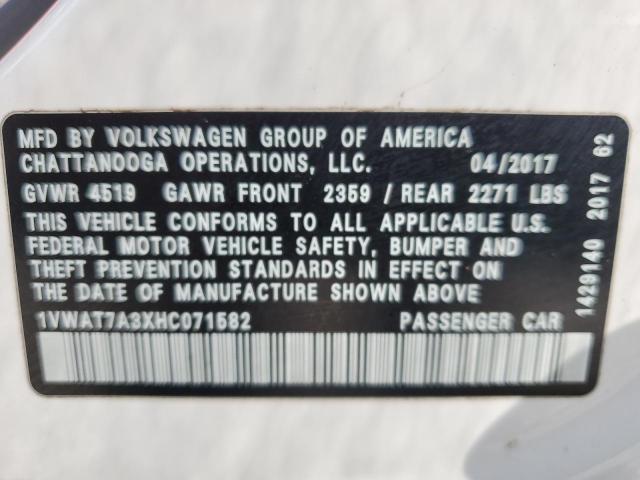 MFD BY VOLKSWAGEN GROUP OF AMERICA
CHATTANOOGA OPERATIONS, LLC. 04/2017
GVWR 4519 GAWR FRONT 2359 / REAR 2271 LBS
THIS VEHICLE CONFORMS TO ALL APPLICABLE U.S.
FEDERAL MOTOR VEHICLE SAFETY, BUMPER AND
THEFT PREVENTION STANDARDS IN EFFECT ON
THE DATE OF MANUFACTURE SHOWN ABOVE
1VWAT7A3XHC071582 PASSENGER CAR
1429140 2017 62